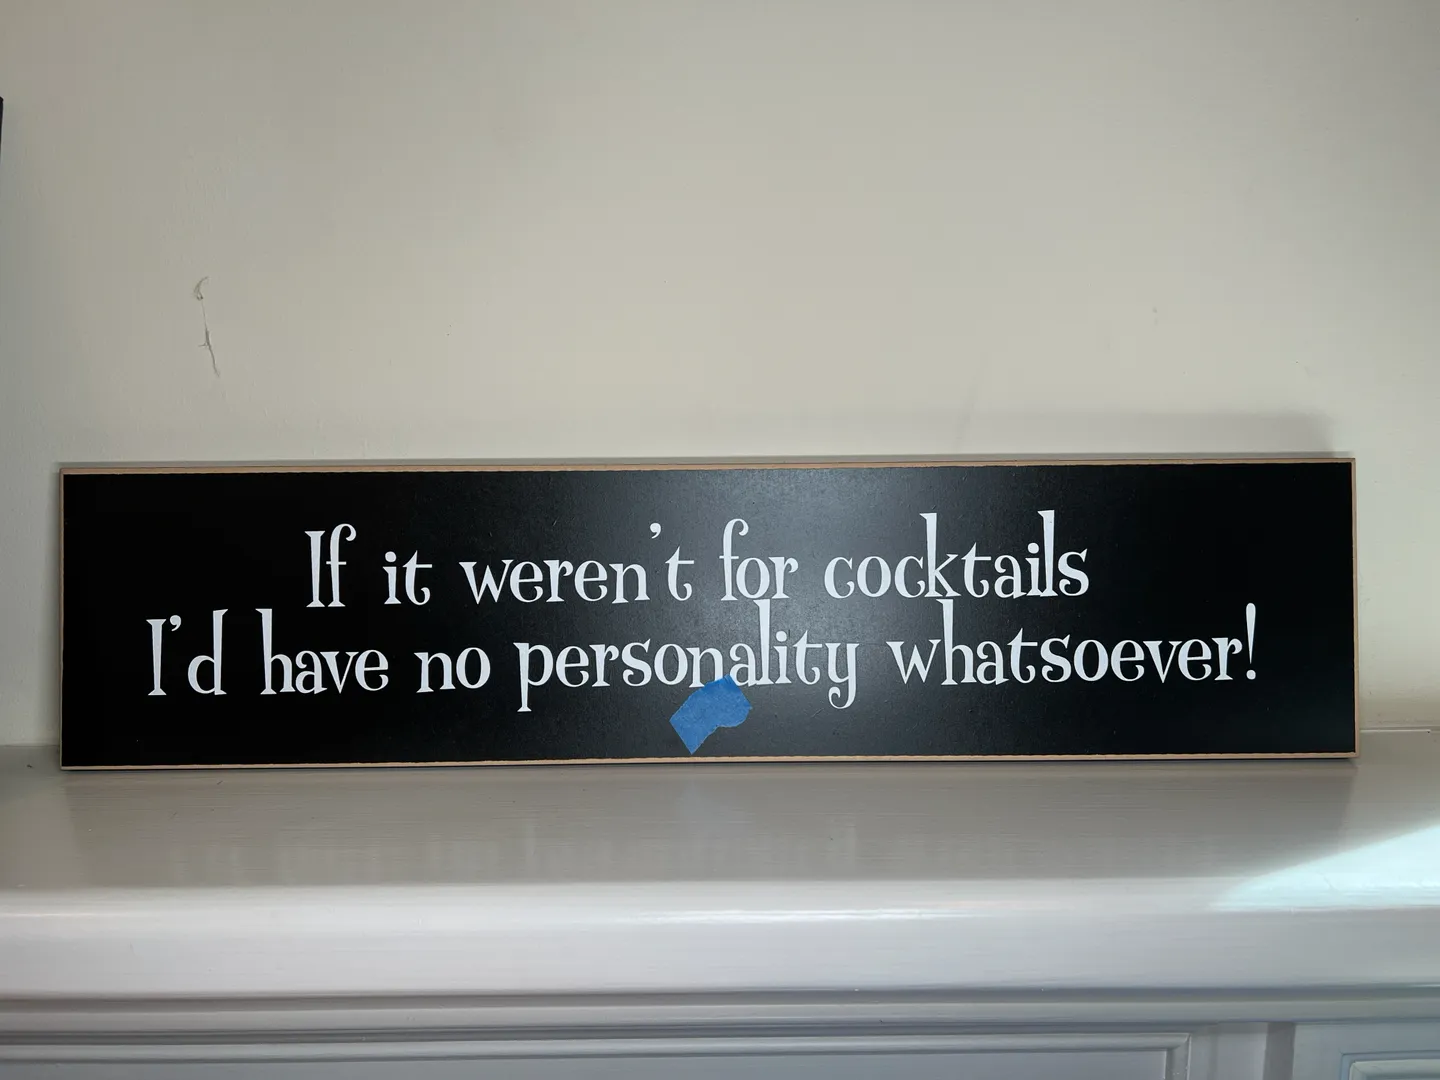 If it weren't for cocktails
I'd have no personality whatsoever!